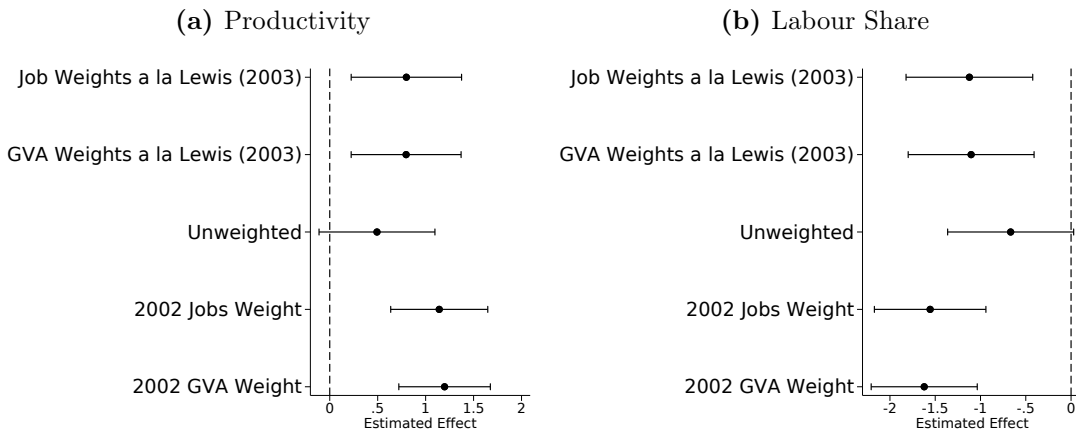 (a) Productivity
Job Weights a la Lewis (2003)
GVA Weights a la Lewis (2003)
Unweighted
2002 Jobs Weight
2002 GVA Weight
0 .5 1 1.5 2
Estimated Effect
(b) Labour Share
Job Weights a la Lewis (2003)
GVA Weights a la Lewis (2003)
Unweighted
2002 Jobs Weight
2002 GVA Weight
-2 -1.5 -1 -.5 0
Estimated Effect